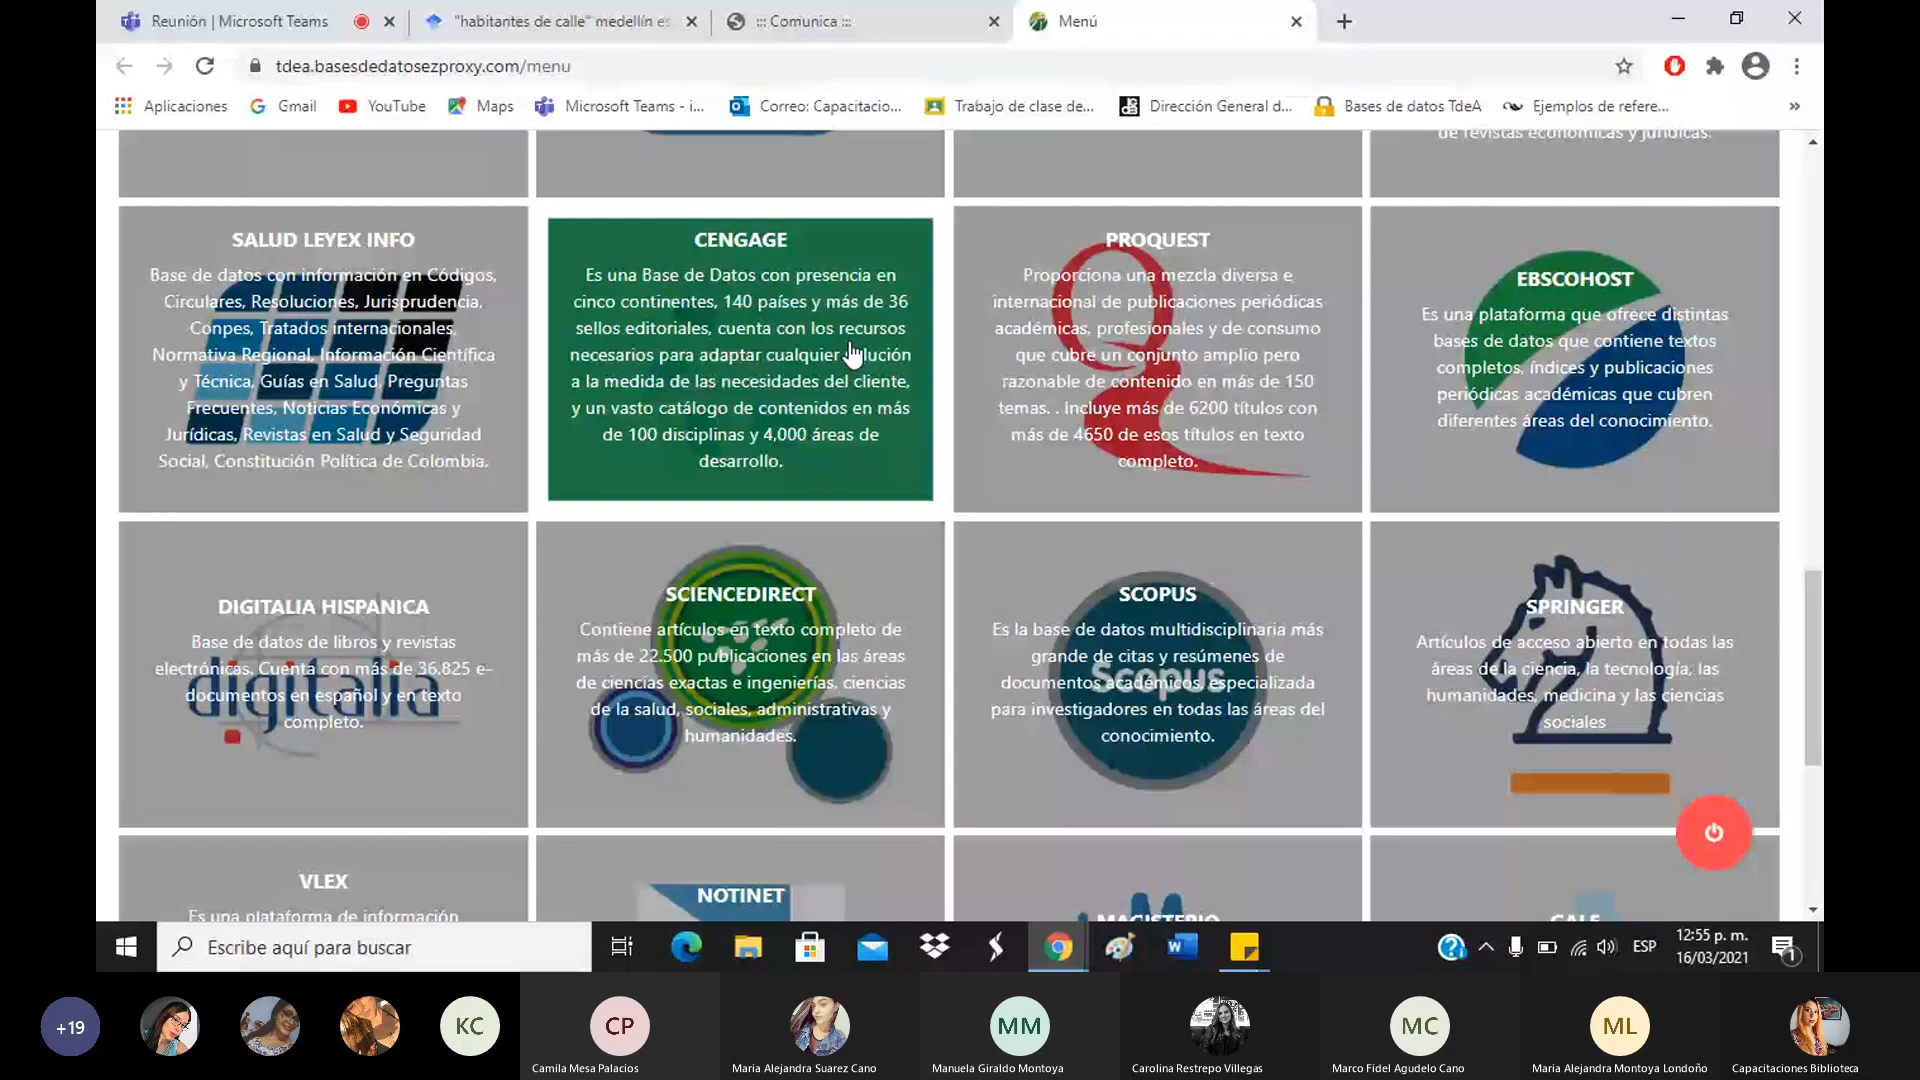 Reunión | Microsoft Teams
"habitantes de calle" medellín es
::: Comunica :::
Menú
tdea.basesdedatosezproxy.com/menu
Aplicaciones
Gmail
YouTube
Maps
Microsoft Teams - i...
Correo: Capacitacio...
Trabajo de clase de...
Dirección General d...
Bases de datos TdeA
Ejemplos de refere...
»
de revistas económicas y jurídicas.
SALUD LEYEX INFO
Base de datos con información en Códigos,
Circulares, Resoluciones, Jurisprudencia,
Conpes, Tratados internacionales,
Normativa Regional, Información Científica
y Técnica, Guías en Salud, Preguntas
Frecuentes, Noticias Económicas y
Jurídicas, Revistas en Salud y Seguridad
Social, Constitución Política de Colombia.
CENGAGE
Es una Base de Datos con presencia en
cinco continentes, 140 países y más de 36
sellos editoriales, cuenta con los recursos
necesarios para adaptar cualquier solución
a la medida de las necesidades del cliente,
y un vasto catálogo de contenidos en más
de 100 disciplinas y 4,000 áreas de
desarrollo.
PROQUEST
Proporciona una mezcla diversa e
internacional de publicaciones periódicas
académicas, profesionales y de consumo
que cubre un conjunto amplio pero
razonable de contenido en más de 150
temas. . Incluye más de 6200 títulos con
más de 4650 de esos títulos en texto
completo.
EBSCOHOST
Es una plataforma que ofrece distintas
bases de datos que contiene textos
completos, índices y publicaciones
periódicas académicas que cubren
diferentes áreas del conocimiento.
DIGITALIA HISPANICA
Base de datos de libros y revistas
electrónicas. Cuenta con más de 36.825 e-
documentos en español y en texto
completo.
digitalia
SCIENCEDIRECT
Contiene artículos en texto completo de
más de 22.500 publicaciones en las áreas
de ciencias exactas e ingenierías, ciencias
de la salud, sociales, administrativas y
humanidades.
SCOPUS
Es la base de datos multidisciplinaria más
grande de citas y resúmenes de
documentos académicos, especializada
para investigadores en todas las áreas del
conocimiento.
Scopus
SPRINGER
Artículos de acceso abierto en todas las
áreas de la ciencia, la tecnología, las
humanidades, medicina y las ciencias
sociales
VLEX
Es una plataforma de información
NOTINET
MAGISTERIO
GALE
Escribe aquí para buscar
ESP
12:55 p. m.
16/03/2021
1
+19
KC
CP
Camila Mesa Palacios
Maria Alejandra Suarez Cano
MM
Manuela Giraldo Montoya
Carolina Restrepo Villegas
MC
Marco Fidel Agudelo Cano
ML
Maria Alejandra Montoya Londoño
Capacitaciones Biblioteca